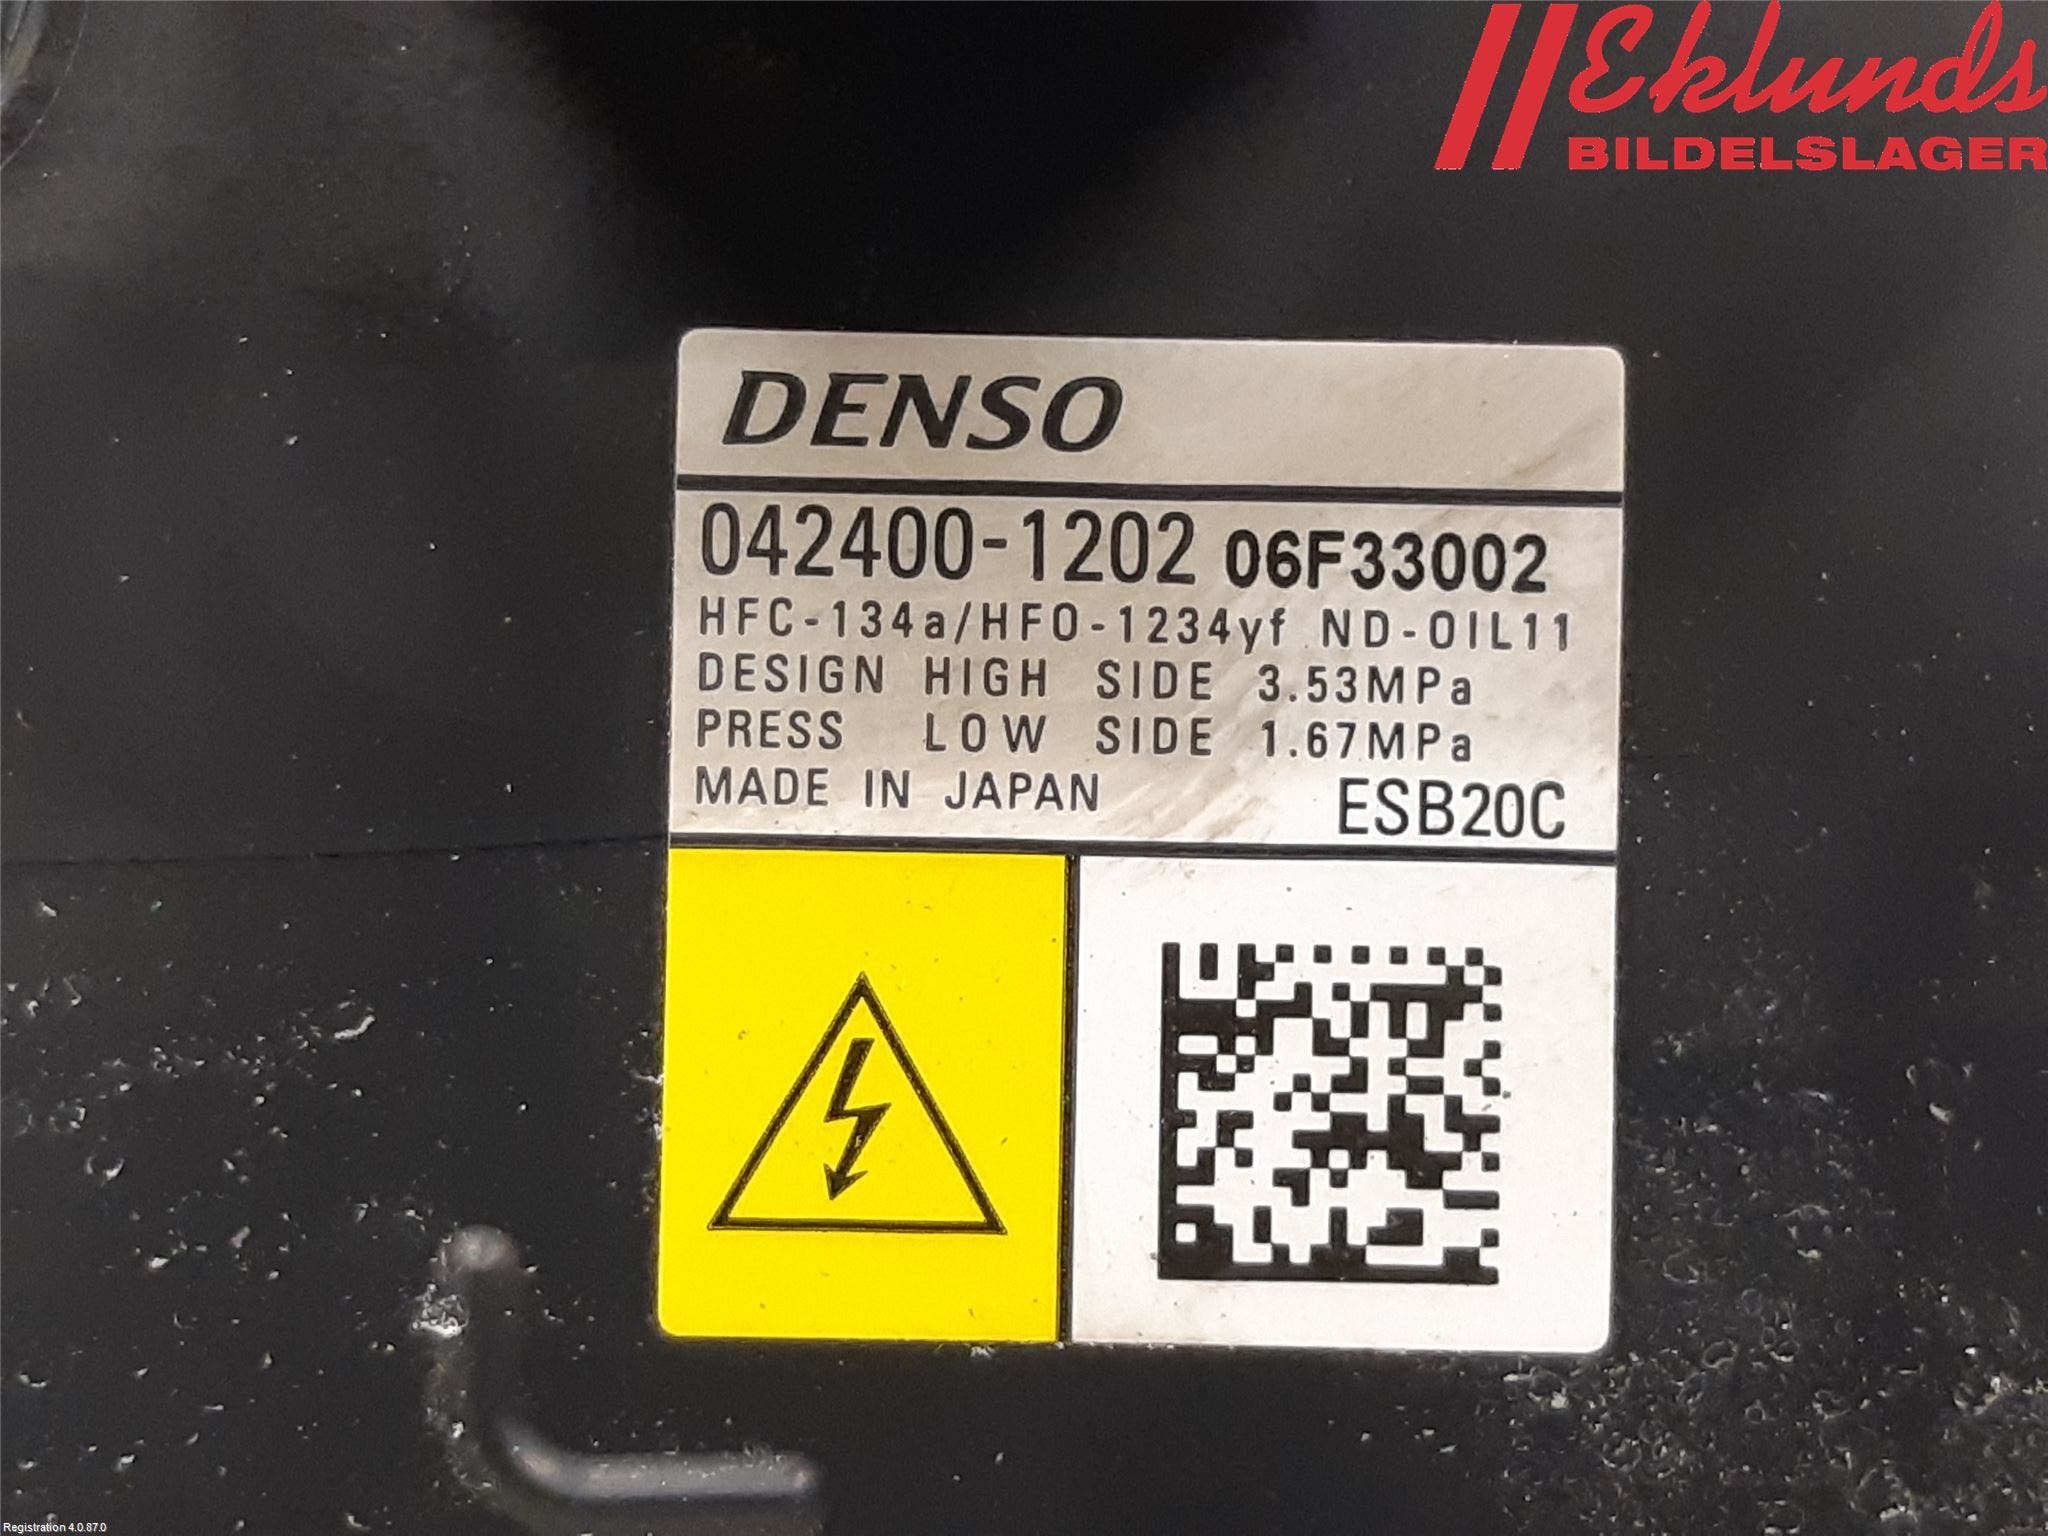 Eklunds
BILDELSLAGER
DENSO
042400-1202 06F33002
HFC-134a/HFO-1234yf ND-OIL11
DESIGN HIGH SIDE 3.53MPa
PRESS LOW SIDE 1.67MPa
MADE IN JAPAN ESB20C
Registration 4.0.87.0